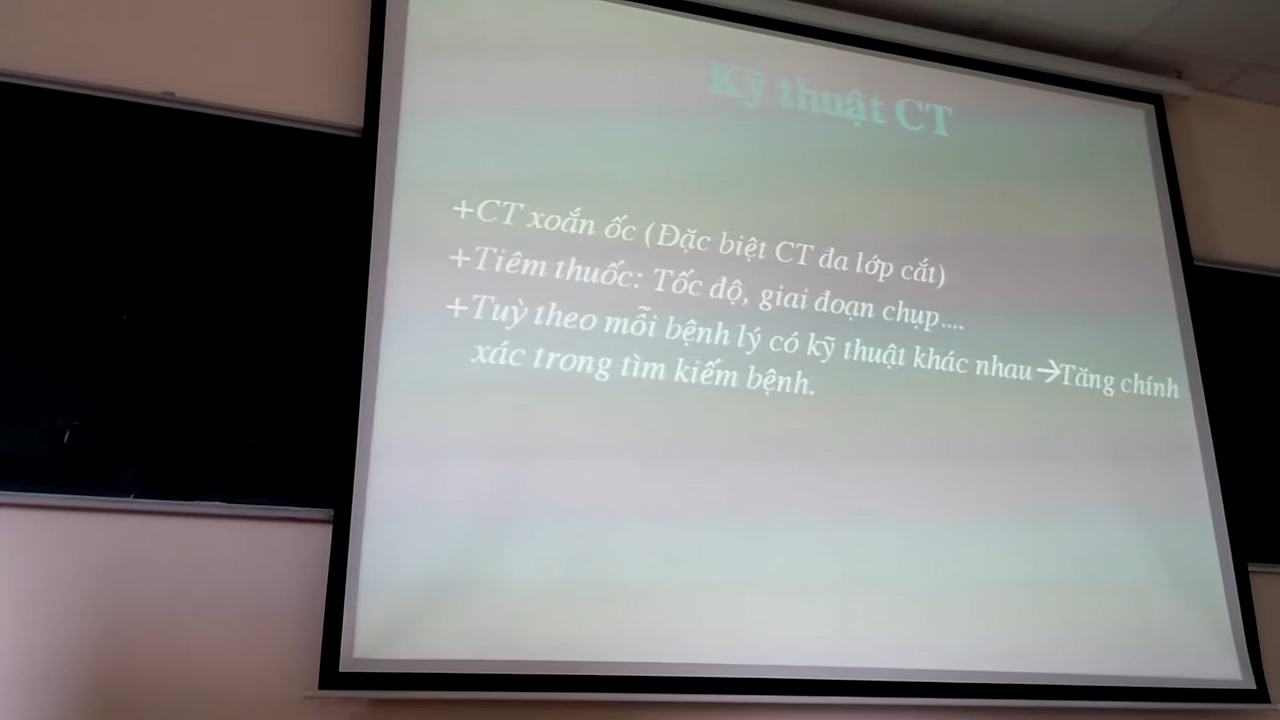 Kỹ thuật CT
+CT xoắn ốc (Đặc biệt CT đa lớp cắt)
+Tiêm thuốc: Tốc độ, giai đoạn chụp....
+Tuỳ theo mỗi bệnh lý có kỹ thuật khác nhau→Tăng chính
xác trong tìm kiếm bệnh.